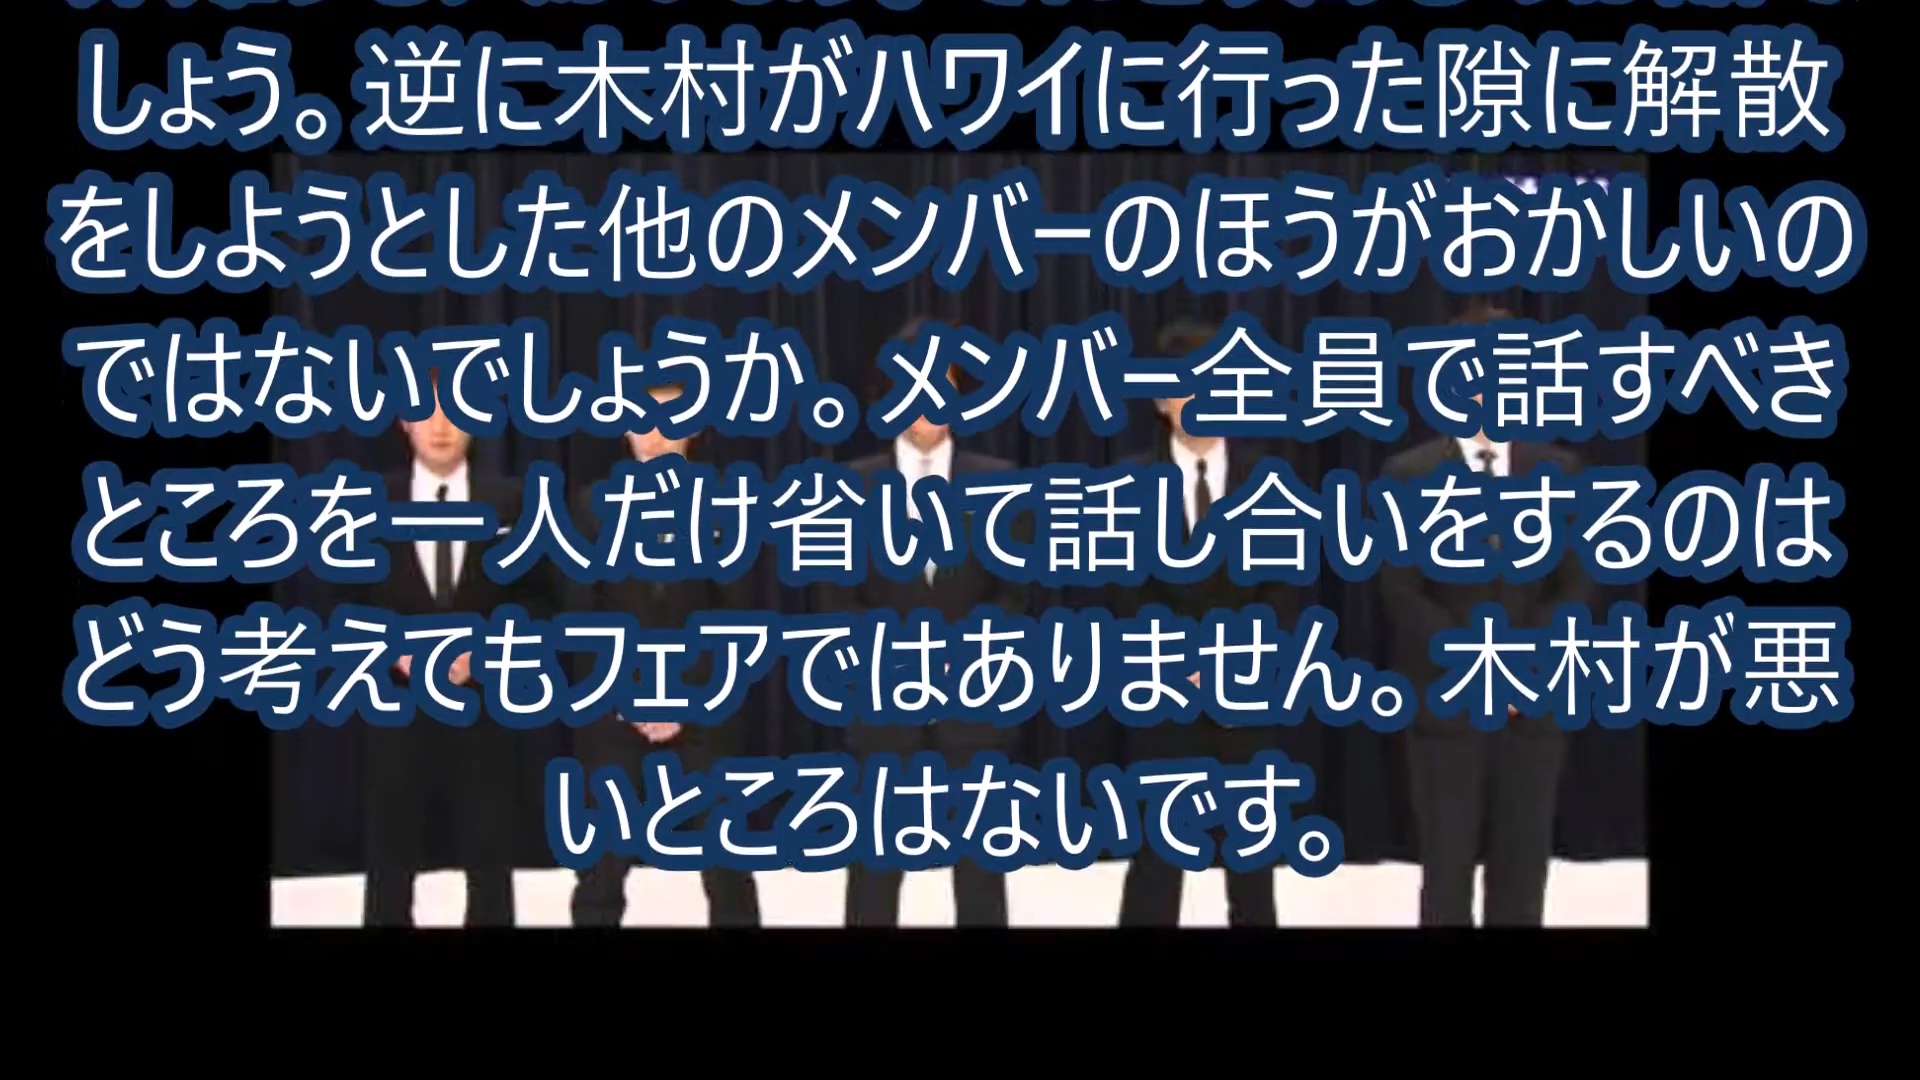 しょう。逆に木村がハワイに行った隙に解散
をしようとした他のメンバーのほうがおかしいの
ではないでしょうか。メンバー全員で話すべき
ところを一人だけ省いて話し合いをするのは
どう考えてもフェアではありません。木村が悪
いところはないです。